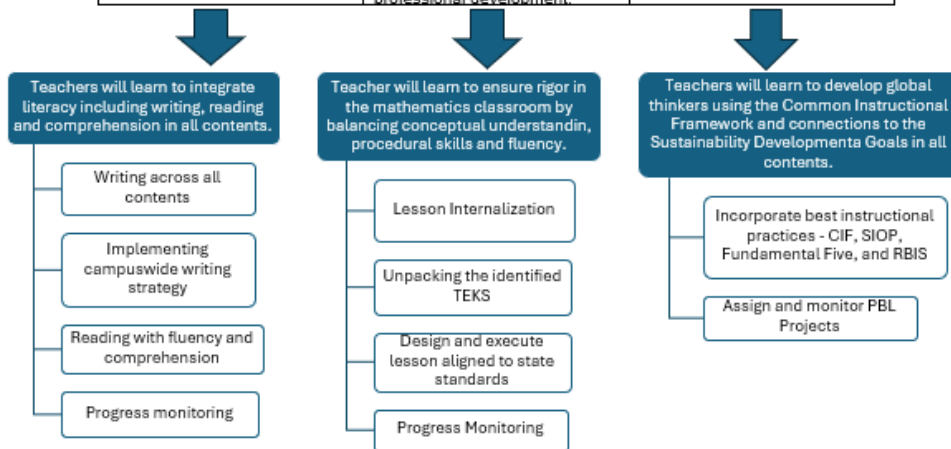 professional development.
Teachers will learn to integrate
literacy including writing, reading
and comprehension in all contents.
Writing across all
contents
Implementing
campuswide writing
strategy
Reading with fluency and
comprehension
Progress monitoring
Teacher will learn to ensure rigor in
the mathematics classroom by
balancing conceptual understandin,
procedural skills and fluency.
Lesson Internalization
Unpacking the identified
TEKS
Design and execute
lesson aligned to state
standards
Progress Monitoring
Teachers will learn to develop global
thinkers using the Common Instructional
Framework and connections to the
Sustainability Developmenta Goals in all
contents.
Incorporate best instructional
practices - CIF, SIOP,
Fundamental Five, and RBIS
Assign and monitor PBL
Projects